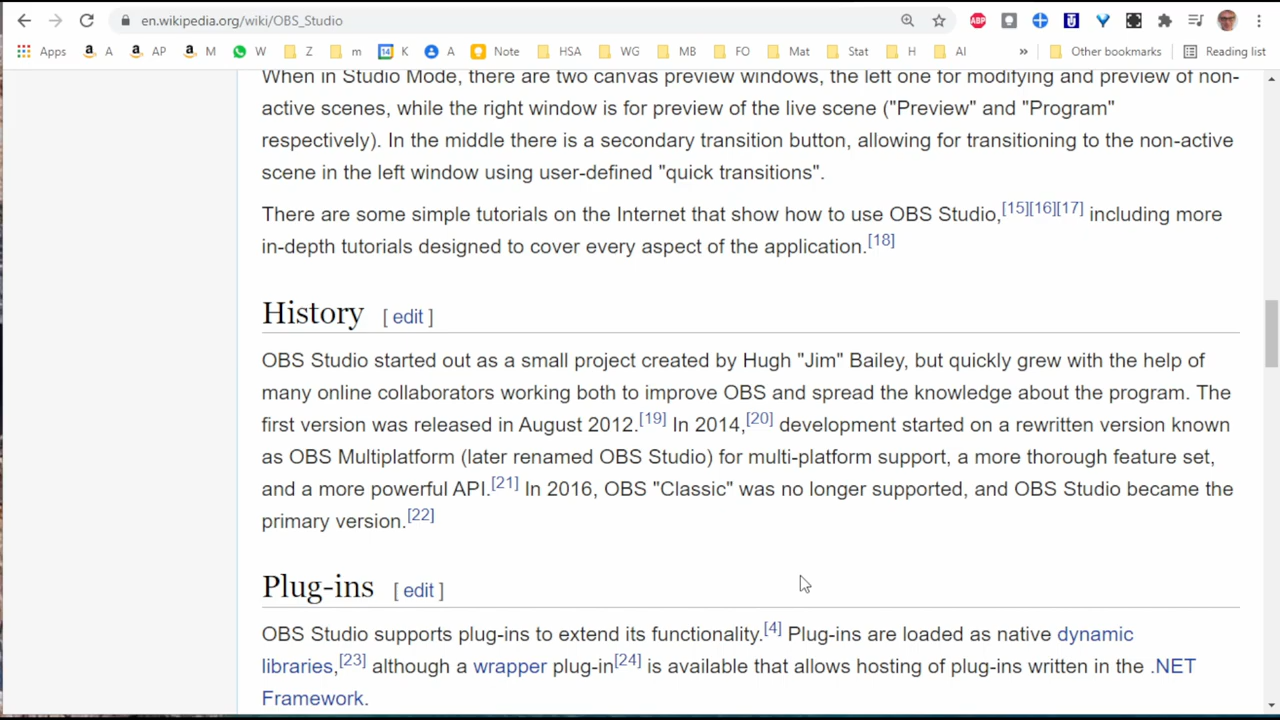 en.wikipedia.org/wiki/OBS_Studio
ABP
Apps A AP M W Z m 14 K A Note HSA WG MB FO Mat Stat H AI » Other bookmarks Reading list
When in Studio Mode, there are two canvas preview windows, the left one for modifying and preview of non-
active scenes, while the right window is for preview of the live scene ("Preview" and "Program"
respectively). In the middle there is a secondary transition button, allowing for transitioning to the non-active
scene in the left window using user-defined "quick transitions".
There are some simple tutorials on the Internet that show how to use OBS Studio,[15][16][17] including more
in-depth tutorials designed to cover every aspect of the application.[18]
History [ edit ]
OBS Studio started out as a small project created by Hugh "Jim" Bailey, but quickly grew with the help of
many online collaborators working both to improve OBS and spread the knowledge about the program. The
first version was released in August 2012.[19] In 2014,[20] development started on a rewritten version known
as OBS Multiplatform (later renamed OBS Studio) for multi-platform support, a more thorough feature set,
and a more powerful API.[21] In 2016, OBS "Classic" was no longer supported, and OBS Studio became the
primary version.[22]
Plug-ins [ edit ]
OBS Studio supports plug-ins to extend its functionality.[4] Plug-ins are loaded as native dynamic
libraries,[23] although a wrapper plug-in[24] is available that allows hosting of plug-ins written in the .NET
Framework.